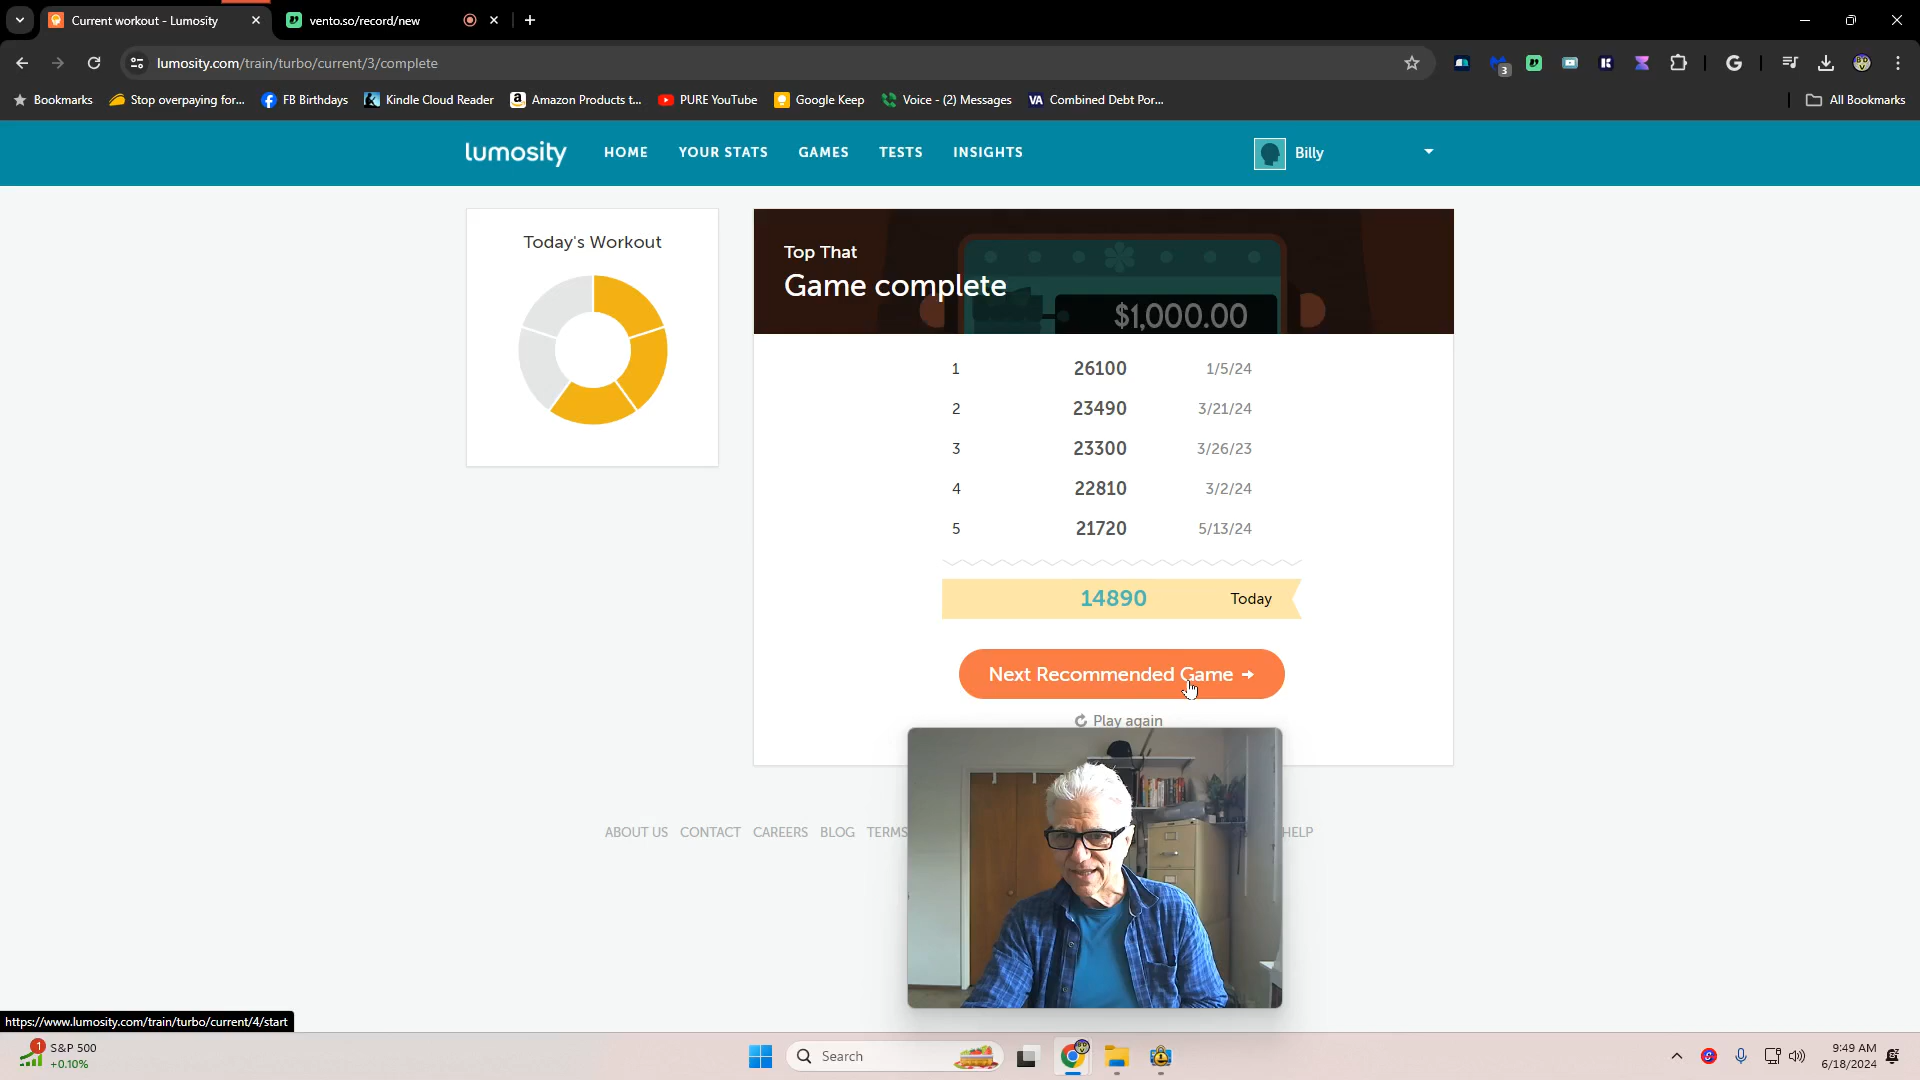 Current workout - Lumosity
vento.so/record/new
lumosity.com/train/turbo/current/3/complete
3
Bookmarks
Stop overpaying for...
FB Birthdays
Kindle Cloud Reader
Amazon Products t...
PURE YouTube
Google Keep
Voice - (2) Messages
VA Combined Debt Por...
All Bookmarks
lumosity
HOME
YOUR STATS
GAMES
TESTS
INSIGHTS
Billy
Today's Workout
Top That
Game complete
$1,000.00
1 26100 1/5/24
2 23490 3/21/24
3 23300 3/26/23
4 22810 3/2/24
5 21720 5/13/24
14890 Today
Next Recommended Game →
Play again
ABOUT US CONTACT CAREERS BLOG TERMS
HELP
https://www.lumosity.com/train/turbo/current/4/start
1
S&P 500
+0.10%
Search
9:49 AM
6/18/2024